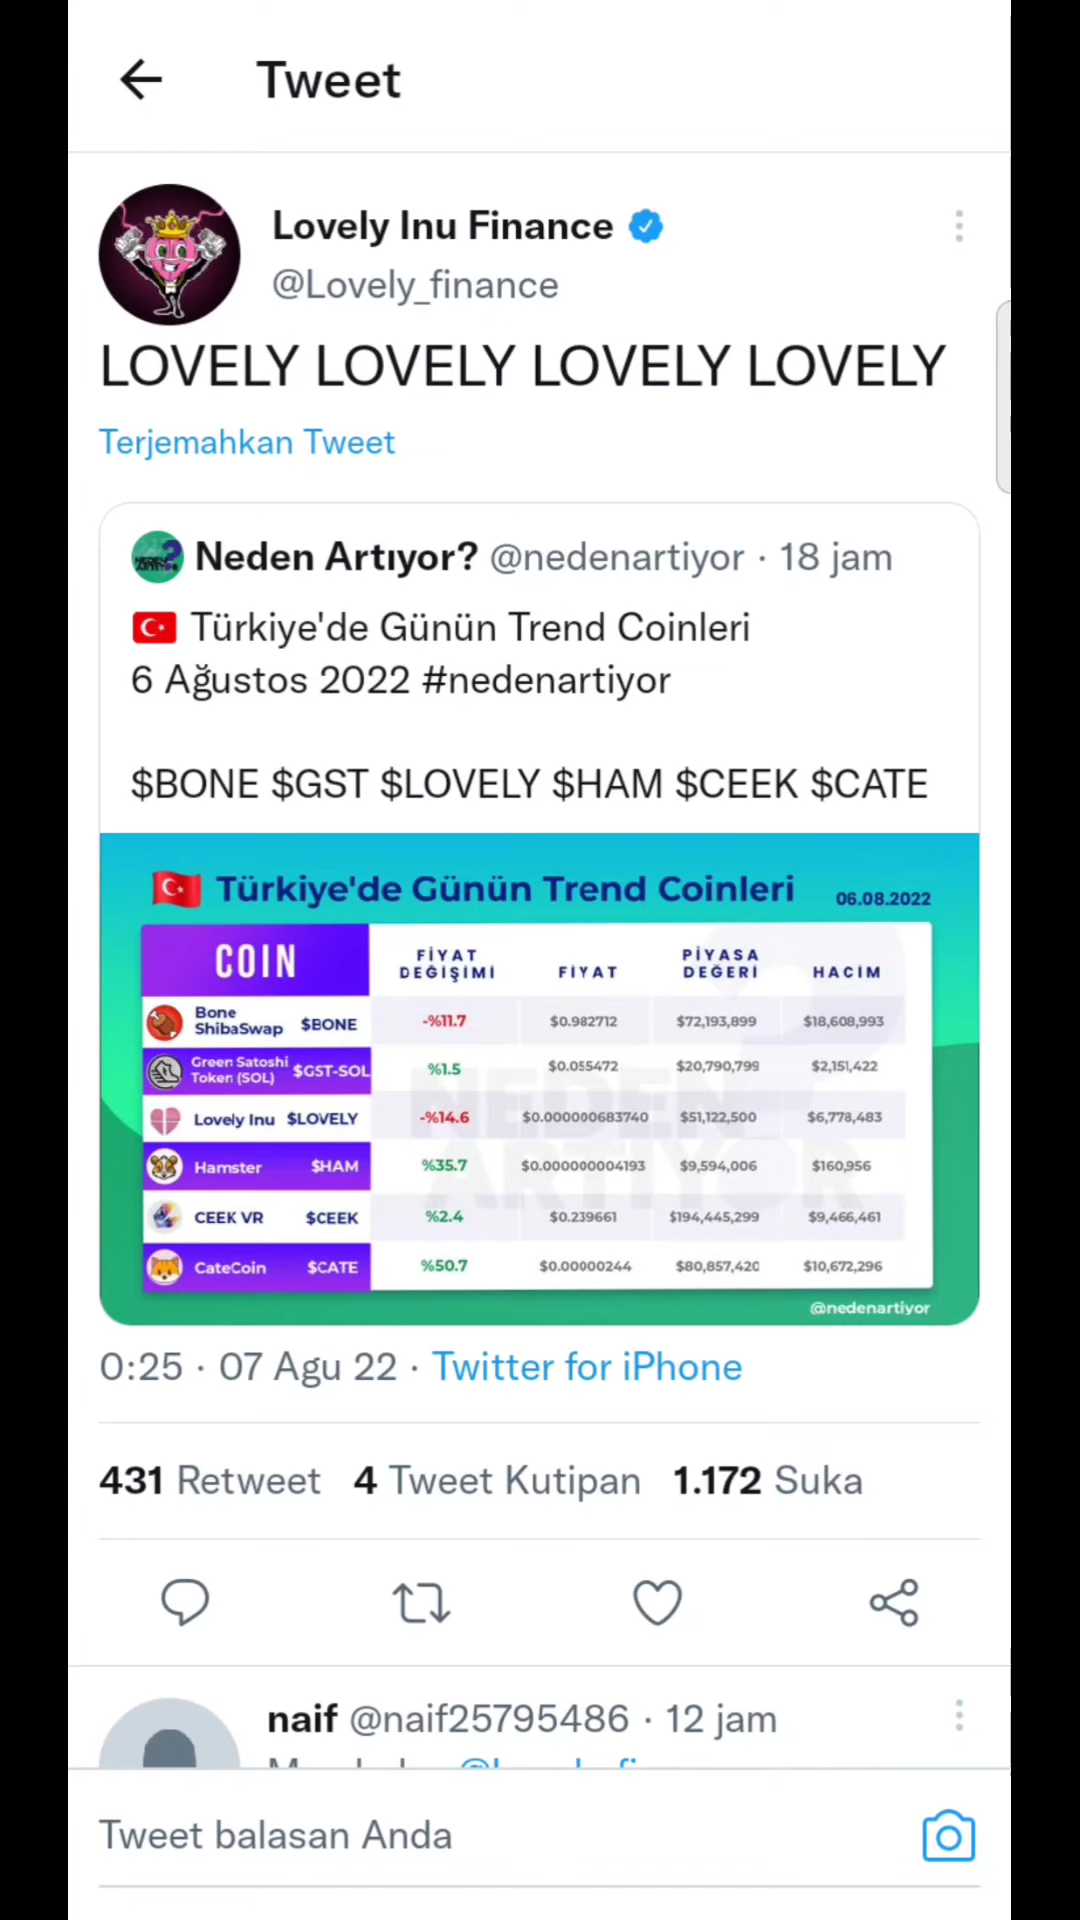 Tweet
Lovely Inu Finance
@Lovely_finance
LOVELY LOVELY LOVELY LOVELY
Terjemahkan Tweet
Neden Artıyor? @nedenartiyor · 18 jam
Türkiye'de Günün Trend Coinleri
6 Ağustos 2022 #nedenartiyor
$BONE $GST $LOVELY $HAM $CEEK $CATE
Türkiye'de Günün Trend Coinleri 06.08.2022
COIN FİYAT DEĞİŞİMİ FİYAT PİYASA DEĞERİ HACİM
Bone ShibaSwap $BONE -%11.7 $0.982712 $72,193,899 $18,608,993
Green Satoshi Token (SOL) $GST-SOL %1.5 $0.055472 $20,790,799 $2,151,422
Lovely Inu $LOVELY -%14.6 $0.000000683740 $51,122,500 $6,778,483
Hamster $HAM %35.7 $0.000000004193 $9,594,006 $160,956
CEEK VR $CEEK %2.4 $0.239661 $194,445,299 $9,466,461
CateCoin $CATE %50.7 $0.00000244 $80,857,420 $10,672,296
NEDEN
ARTIYOR
@nedenartiyor
0:25 · 07 Agu 22 · Twitter for iPhone
431 Retweet 4 Tweet Kutipan 1.172 Suka
naif @naif25795486 · 12 jam
Tweet balasan Anda